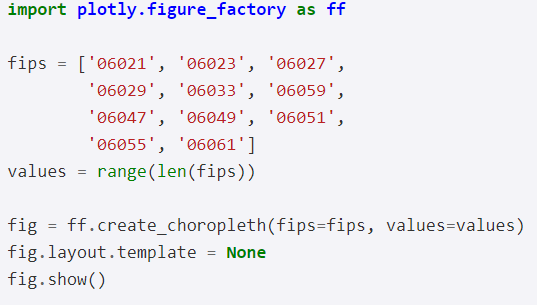 import plotly.figure_factory as ff
fips = ['06021', '06023', '06027',
'06029', '06033', '06059',
'06047', '06049', '06051',
'06055', '06061']
values = range(len(fips))
fig = ff.create_choropleth(fips=fips, values=values)
fig.layout.template = None
fig.show()